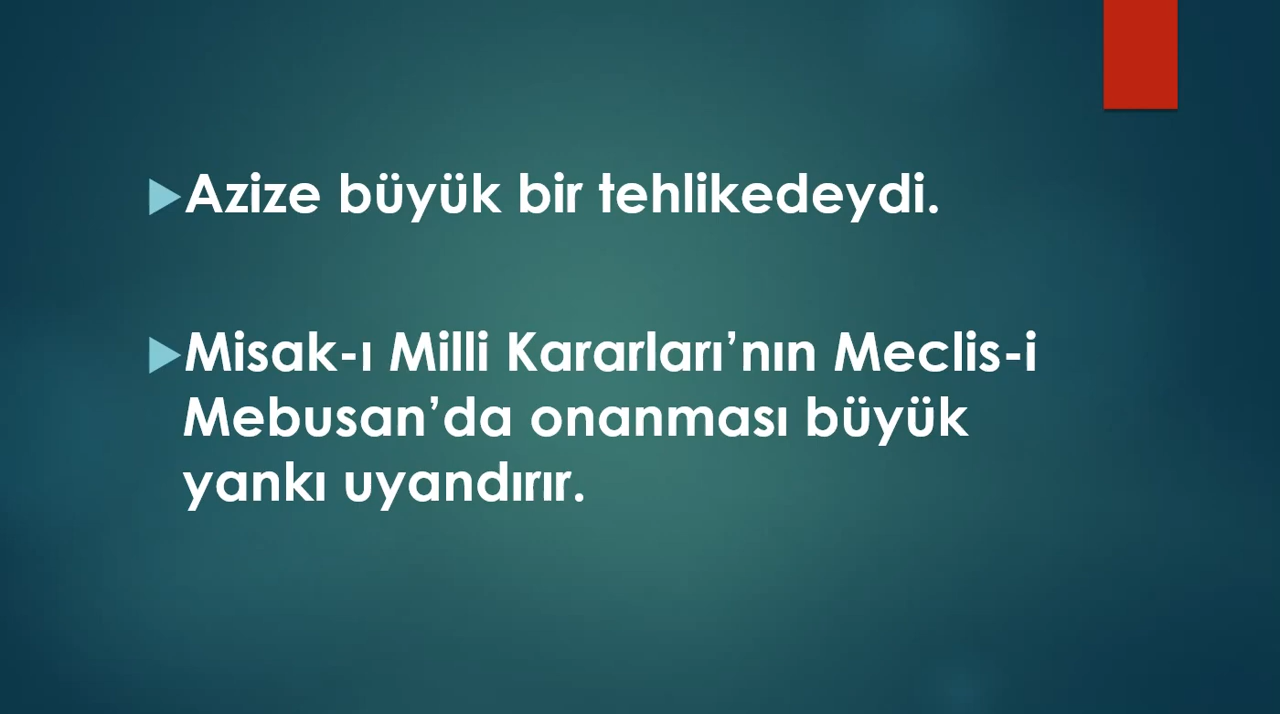 Azize büyük bir tehlikedeydi.
Misak-ı Milli Kararları’nın Meclis-i
Mebusan’da onanması büyük
yankı uyandırır.